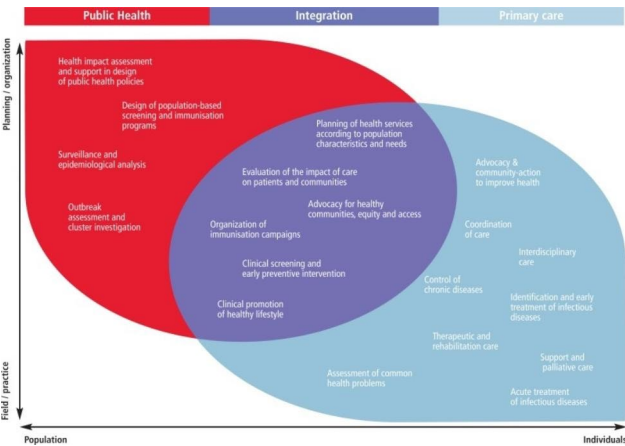 Public Health
Integration
Primary care
Planning / organization
Health impact assessment
and support in design
of public health policies
Design of population-based
screening and immunisation
programs
Surveillance and
epidemiological analysis
Outbreak
assessment and
cluster investigation
Planning of health services
according to population
characteristics and needs
Evaluation of the impact of care
on patients and communities
Advocacy for healthy
communities, equity and access
Organization of
immunisation campaigns
Clinical screening and
early preventive intervention
Clinical promotion
of healthy lifestyle
Advocacy &
community action
to improve health
Coordination
of care
Interdisciplinary
care
Control of
chronic diseases
Identification and early
treatment of infectious
diseases
Therapeutic and
rehabilitation care
Support and
palliative care
Assessment of common
health problems
Acute treatment
of infectious diseases
Field / practice
Population
Individuals